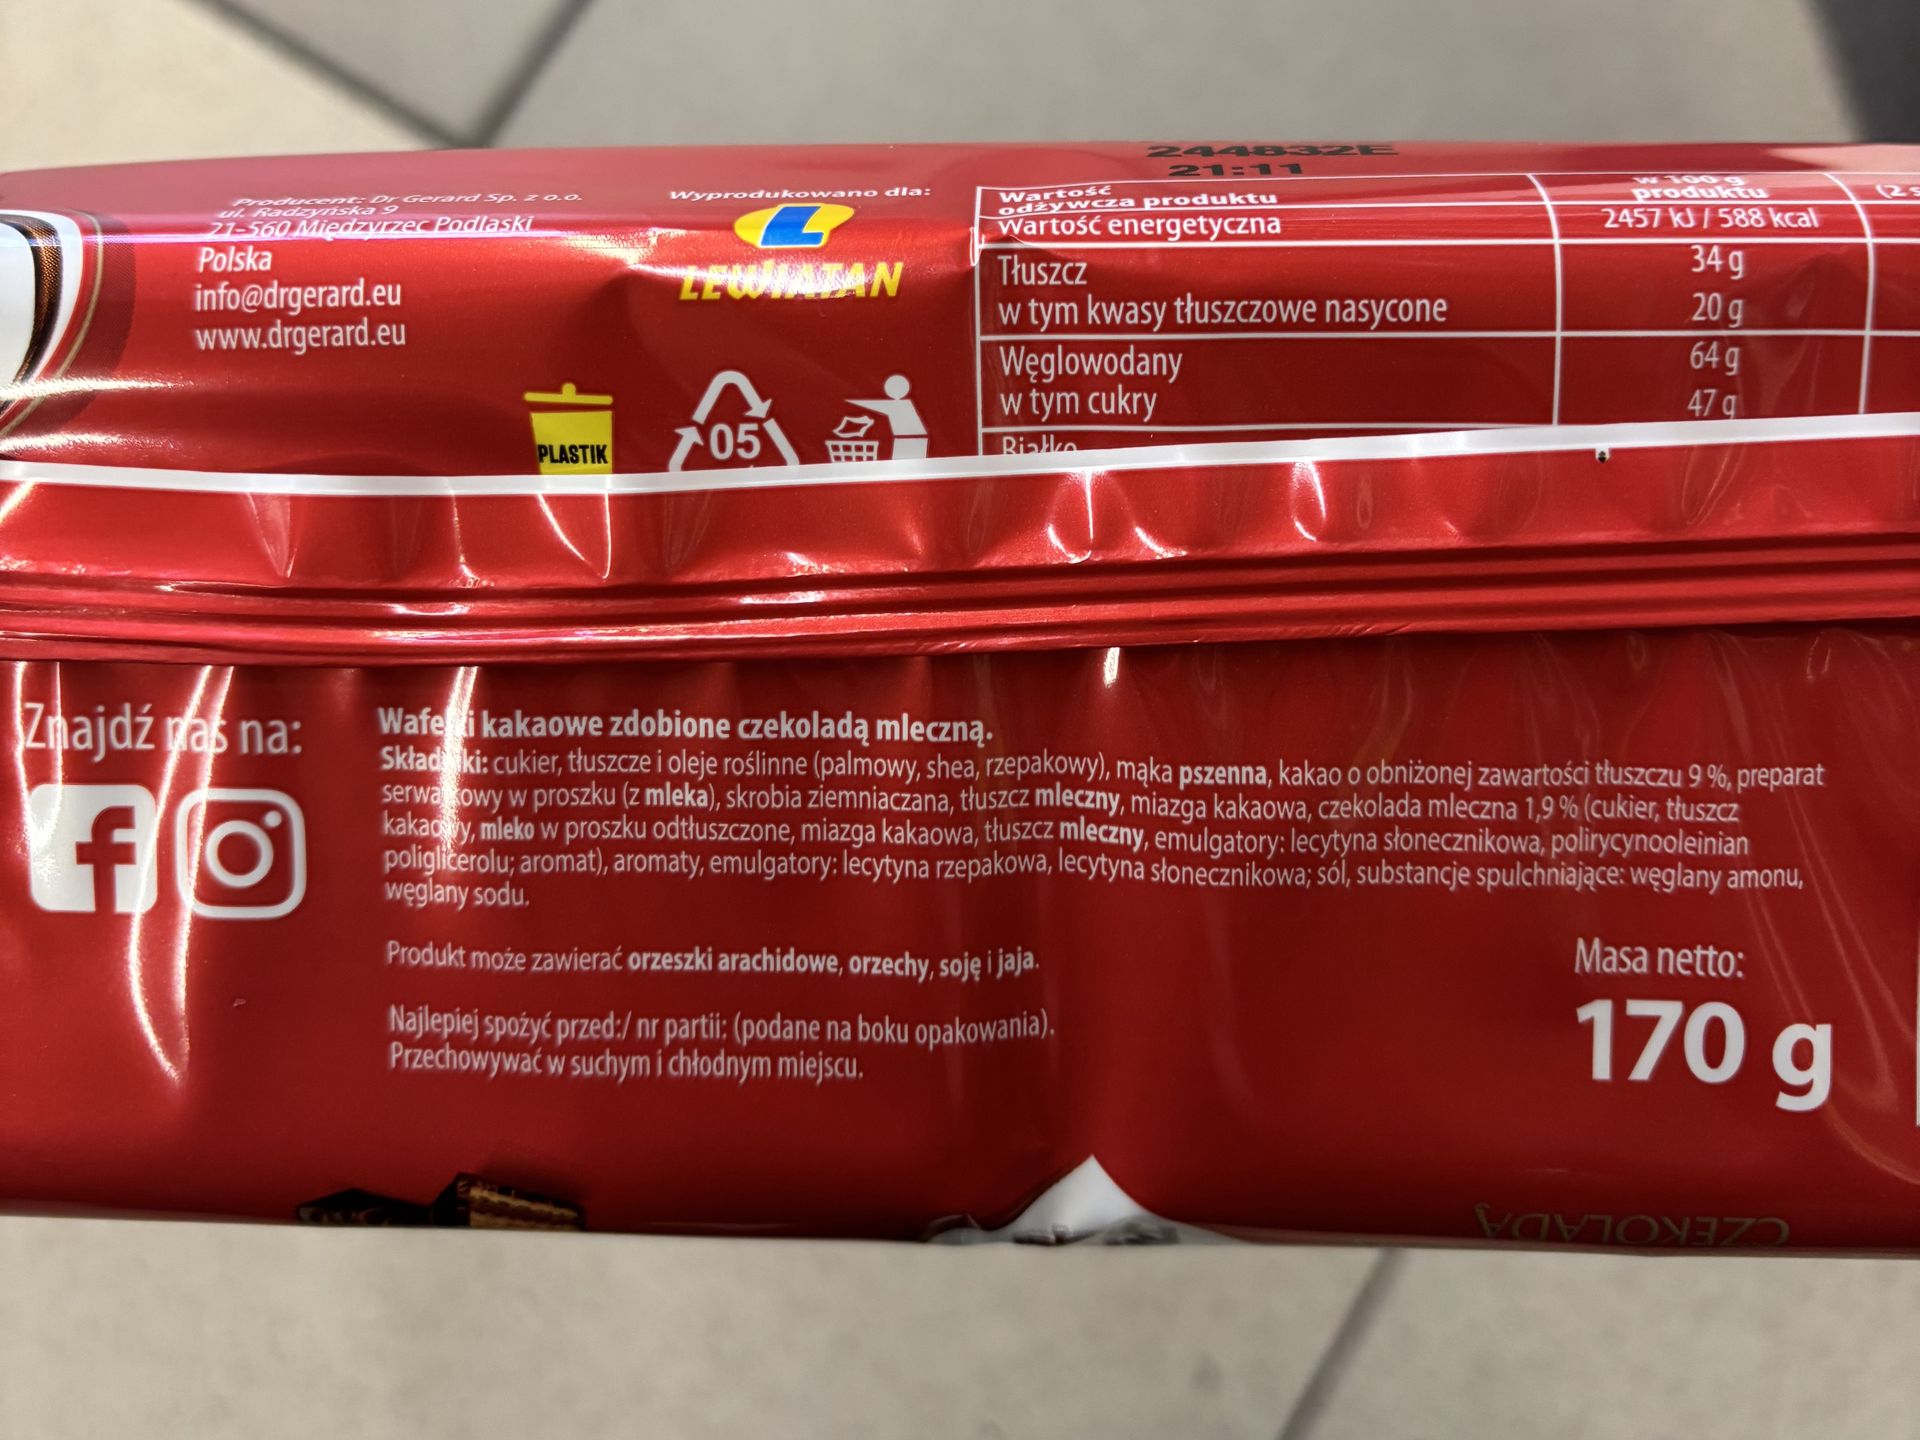 244832E
21:11
Producent: Dr Gerard Sp. z o.o.
ul. Radzyńska 9
21-560 Międzyrzec Podlaski
Polska
info@drgerard.eu
www.drgerard.eu
Wyprodukowano dla:
L
LEWIATAN
PLASTIK
05
Wartość odżywcza produktu
w 100 g produktu
(2
Wartość energetyczna 2457 kJ / 588 kcal
Tłuszcz 34 g
w tym kwasy tłuszczowe nasycone 20 g
Węglowodany 64 g
w tym cukry 47 g
Białko
Znajdź nas na:
Wafelki kakaowe zdobione czekoladą mleczną.
Składniki: cukier, tłuszcze i oleje roślinne (palmowy, shea, rzepakowy), mąka pszenna, kakao o obniżonej zawartości tłuszczu 9 %, preparat
serwatkowy w proszku (z mleka), skrobia ziemniaczana, tłuszcz mleczny, miazga kakaowa, czekolada mleczna 1,9 % (cukier, tłuszcz
kakaowy, mleko w proszku odtłuszczone, miazga kakaowa, tłuszcz mleczny, emulgatory: lecytyna słonecznikowa, polirycynooleinian
poliglicerolu; aromat), aromaty, emulgatory: lecytyna rzepakowa, lecytyna słonecznikowa; sól, substancje spulchniające: węglany amonu,
węglany sodu.
Produkt może zawierać orzeszki arachidowe, orzechy, soję i jaja.
Najlepiej spożyć przed:/ nr partii: (podane na boku opakowania).
Przechowywać w suchym i chłodnym miejscu.
Masa netto:
170 g
CZEKOLADĄ